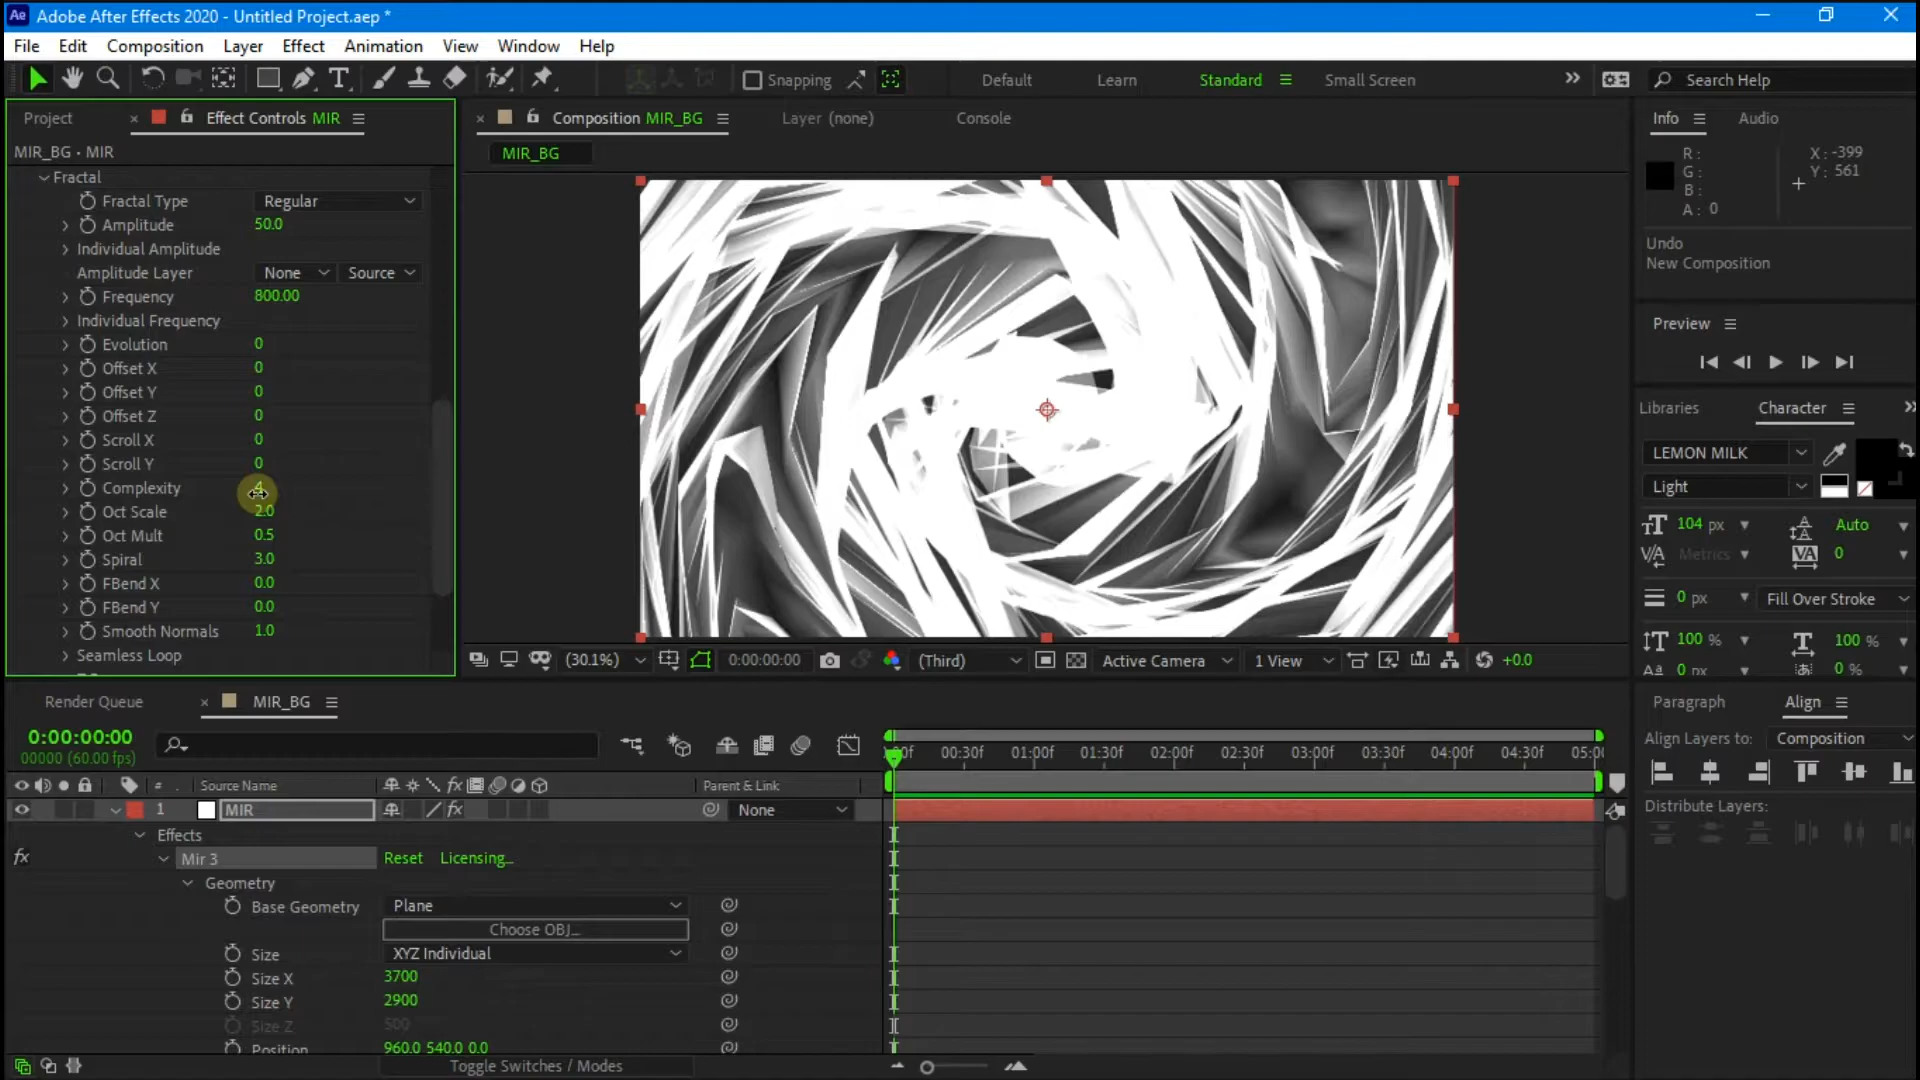 Ae Adobe After Effects 2020 - Untitled Project.aep *
File Edit Composition Layer Effect Animation View Window Help
Snapping Default Learn Standard Small Screen Search Help
Project Effect Controls MIR
MIR_BG • MIR
Fractal
Fractal Type Regular
Amplitude 50.0
Individual Amplitude
Amplitude Layer None Source
Frequency 800.00
Individual Frequency
Evolution 0
Offset X 0
Offset Y 0
Offset Z 0
Scroll X 0
Scroll Y 0
Complexity 4
Oct Scale 2.0
Oct Mult 0.5
Spiral 3.0
FBend X 0.0
FBend Y 0.0
Smooth Normals 1.0
Seamless Loop
Composition MIR_BG Layer (none) Console
MIR_BG
(30.1%) 0:00:00:00 (Third) Active Camera 1 View +0.0
Info Audio
R :
G :
B :
A : 0
X : -399
Y : 561
Undo
New Composition
Preview
Libraries Character
LEMON MILK
Light
104 px Auto
Metrics 0
0 px Fill Over Stroke
100 % 100 %
0 px 0 %
Paragraph Align
Align Layers to: Composition
Distribute Layers:
Render Queue MIR_BG
0:00:00:00
00000 (60.00 fps)
00:30f 01:00f 01:30f 02:00f 02:30f 03:00f 03:30f 04:00f 04:30f
# Source Name Parent & Link
1 MIR None
Effects
fx Mir 3 Reset Licensing...
Geometry
Base Geometry Plane
Choose OBJ...
Size XYZ Individual
Size X 3700
Size Y 2900
Size Z 500
Position 960.0 540.0 0.0
Toggle Switches / Modes